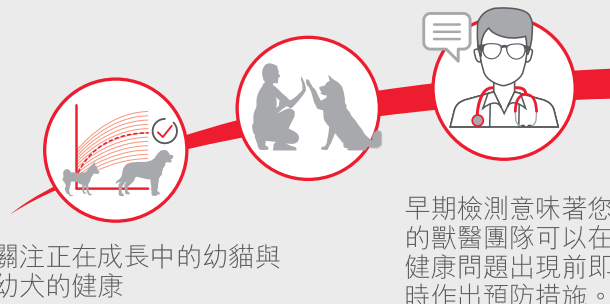 關注正在成長中的幼貓與
幼犬的健康
早期檢測意味著您
的獸醫團隊可以在
健康問題出現前即
時作出預防措施。